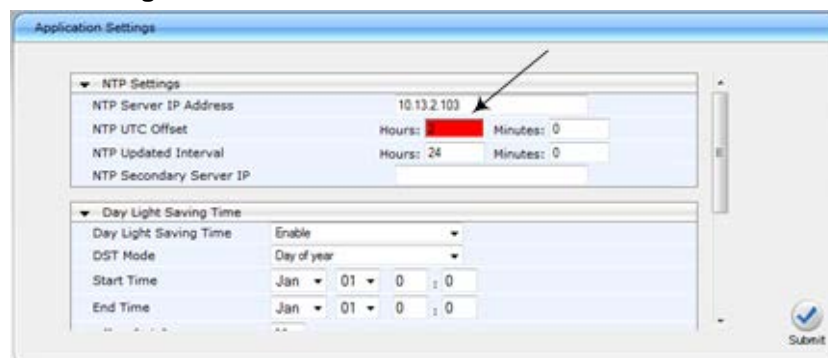 Application Settings
NTP Settings
NTP Server IP Address 10.13.2.103
NTP UTC Offset Hours: Minutes: 0
NTP Updated Interval Hours: 24 Minutes: 0
NTP Secondary Server IP
Day Light Saving Time
Day Light Saving Time Enable
DST Mode Day of year
Start Time Jan 01 0 : 0
End Time Jan 01 0 : 0
Submit